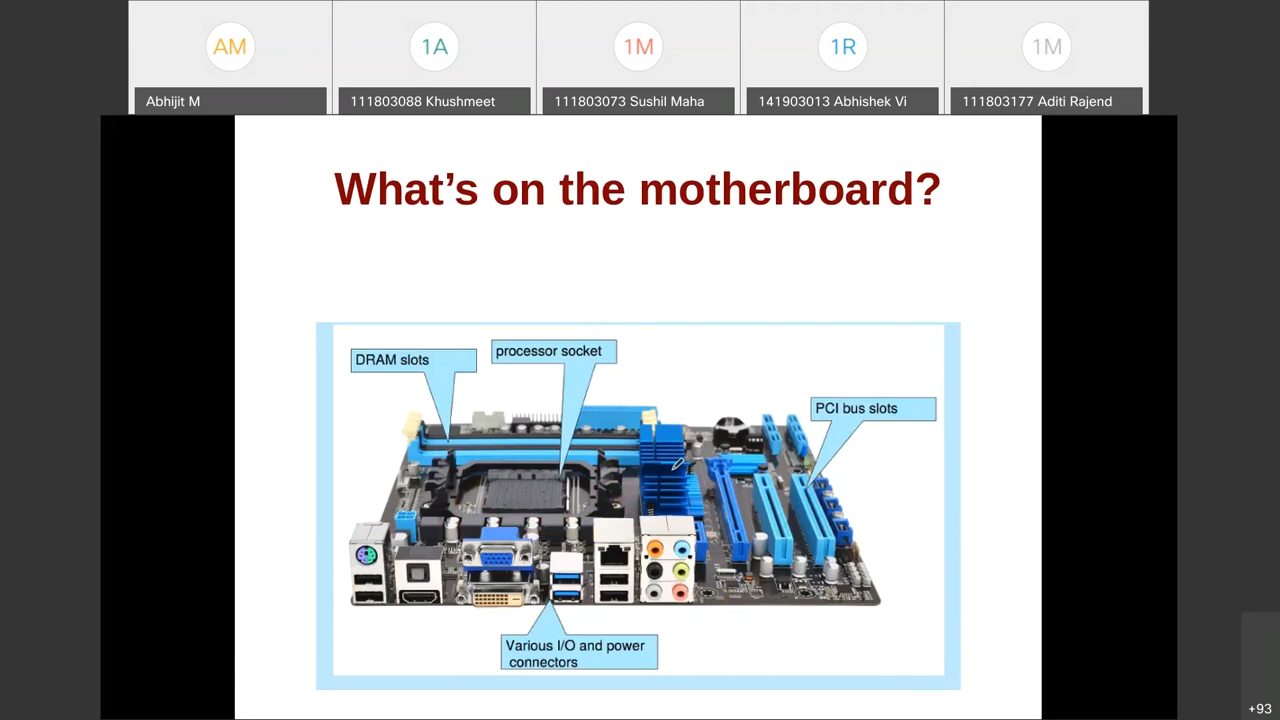 AM
1A
1M
1R
1M
Abhijit M
111803088 Khushmeet
111803073 Sushil Maha
141903013 Abhishek Vi
111803177 Aditi Rajend
What's on the motherboard?
DRAM slots
processor socket
PCI bus slots
Various I/O and power
connectors
+93